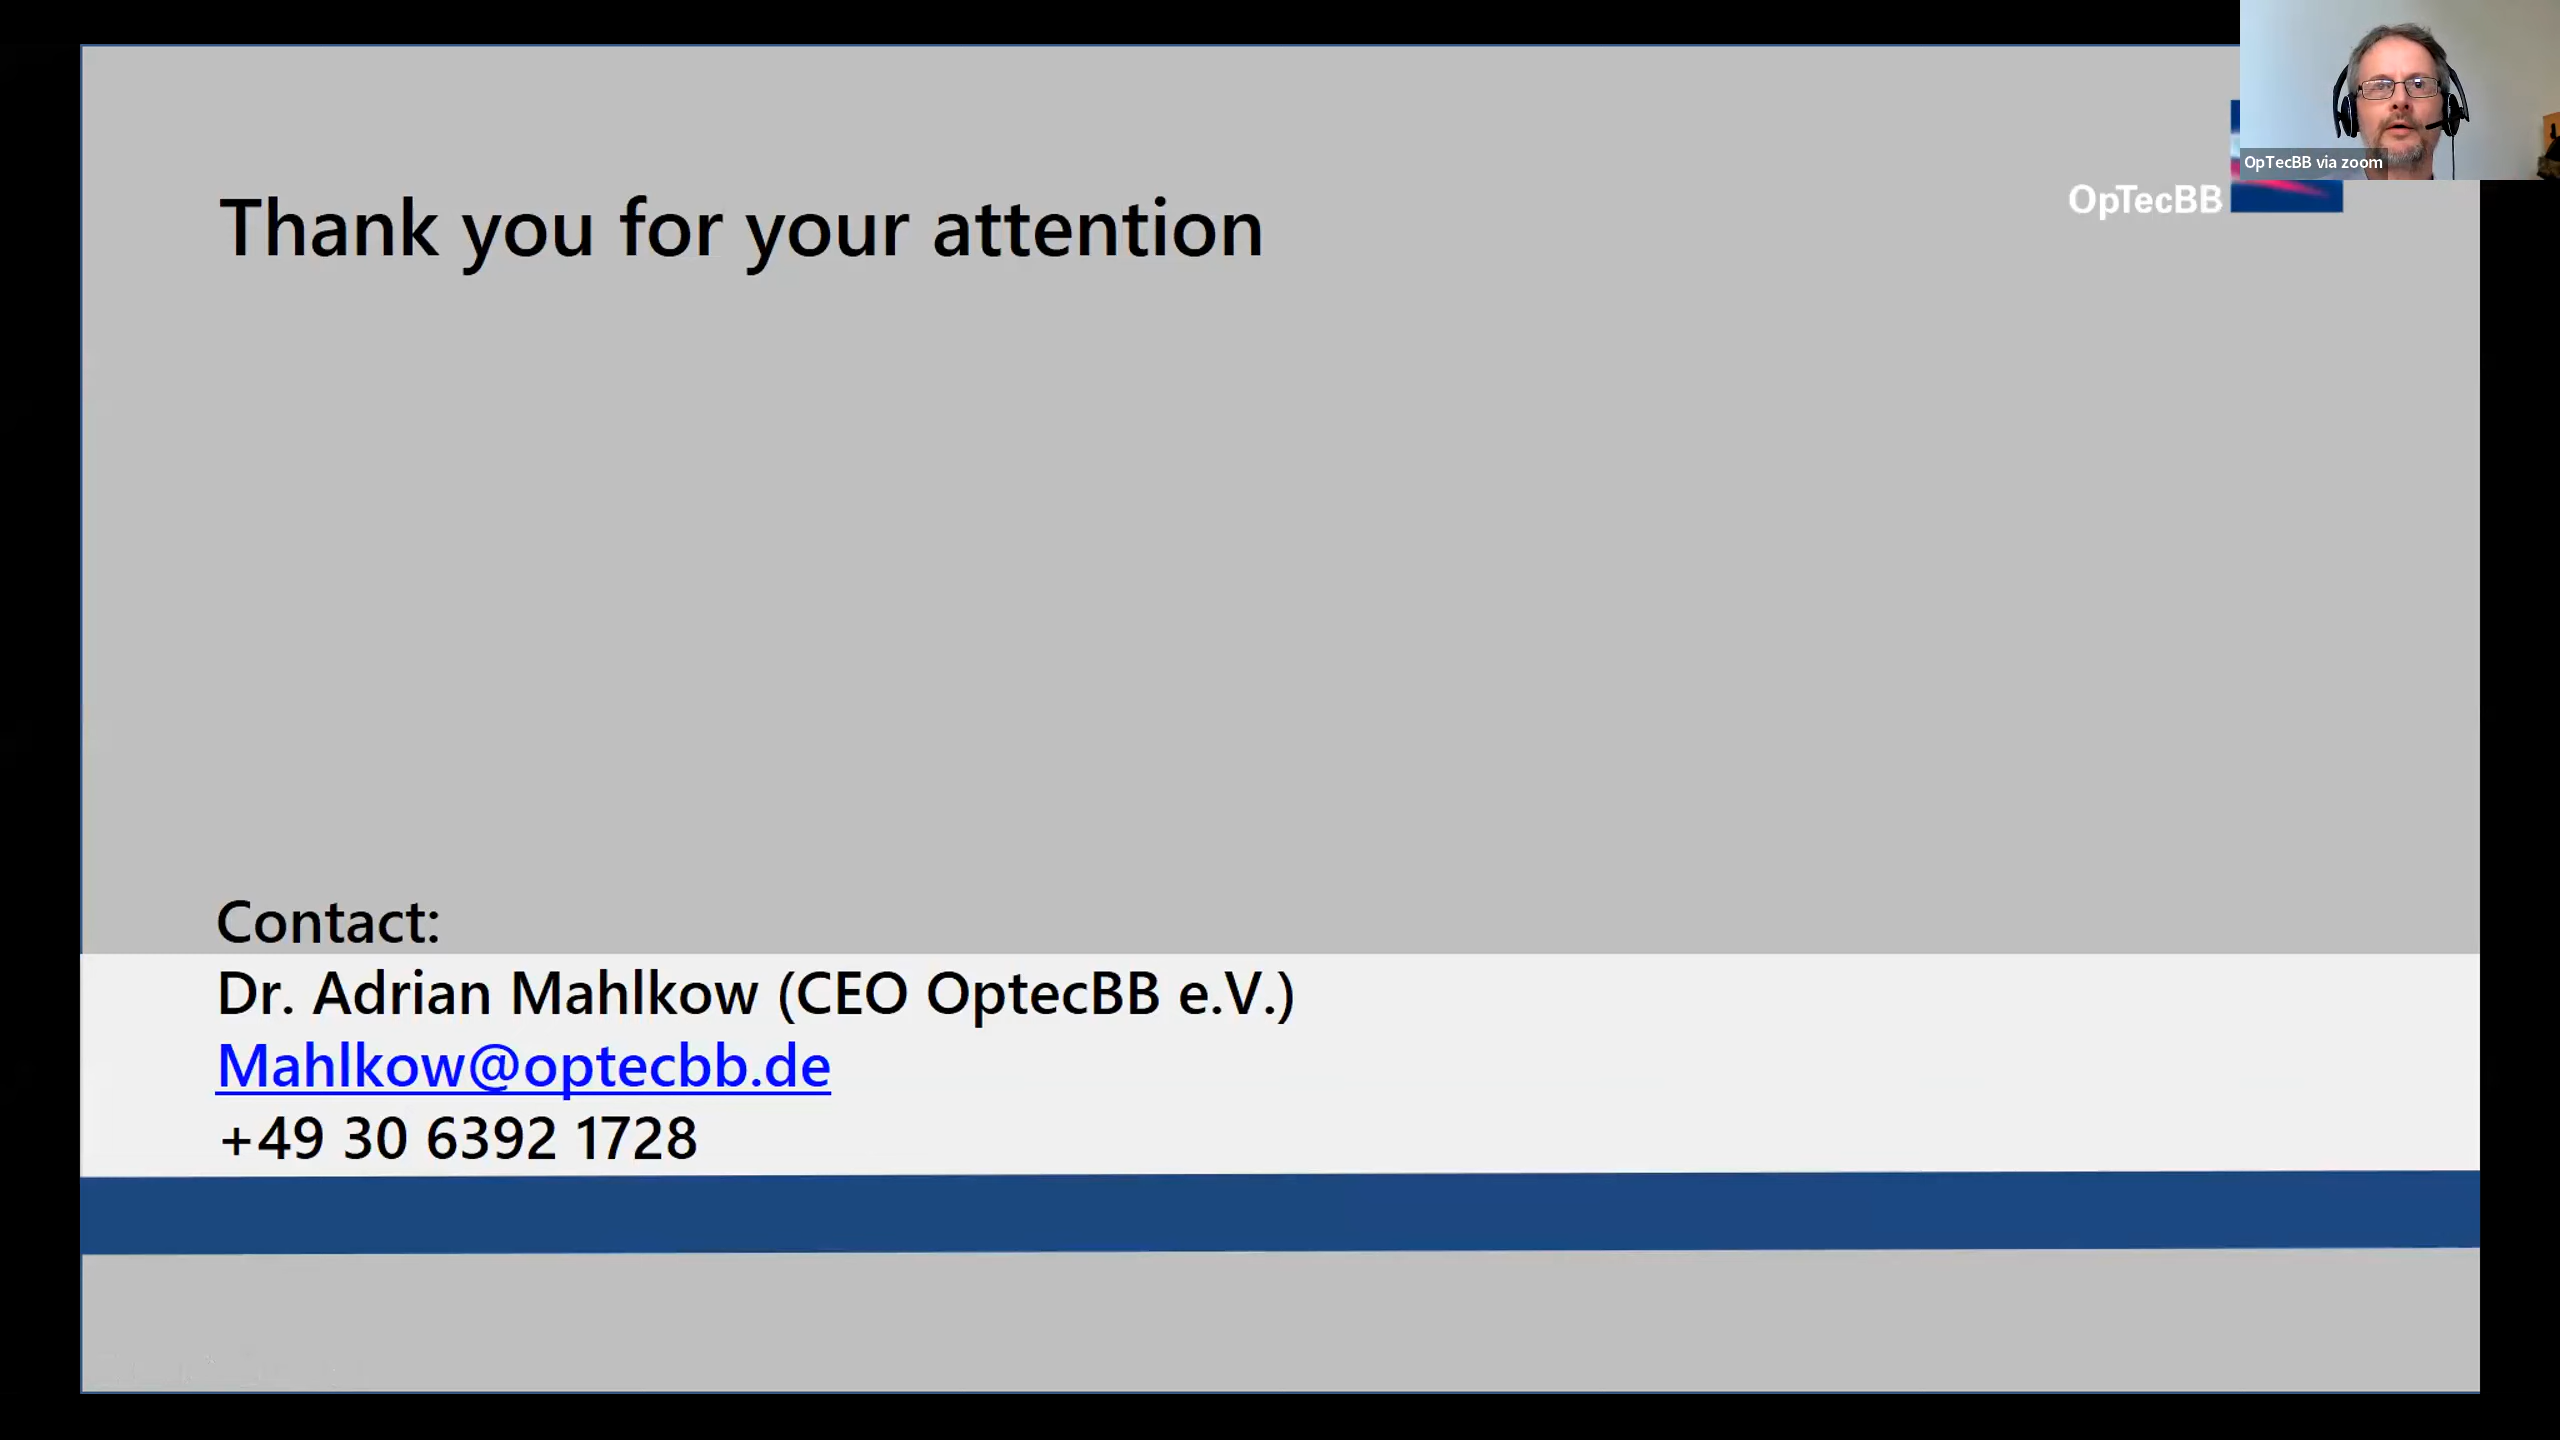 OpTecBB via zoom
OpTecBB
Thank you for your attention
Contact:
Dr. Adrian Mahlkow (CEO OptecBB e.V.)
Mahlkow@optecbb.de
+49 30 6392 1728